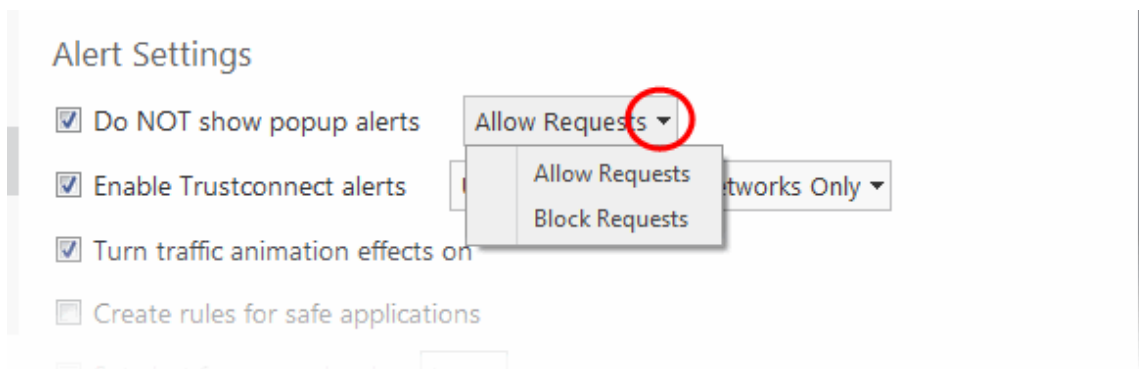 Alert Settings
Do NOT show popup alerts Allow Requests
Allow Requests
Enable Trustconnect alerts tworks Only
Block Requests
Turn traffic animation effects on
Create rules for safe applications